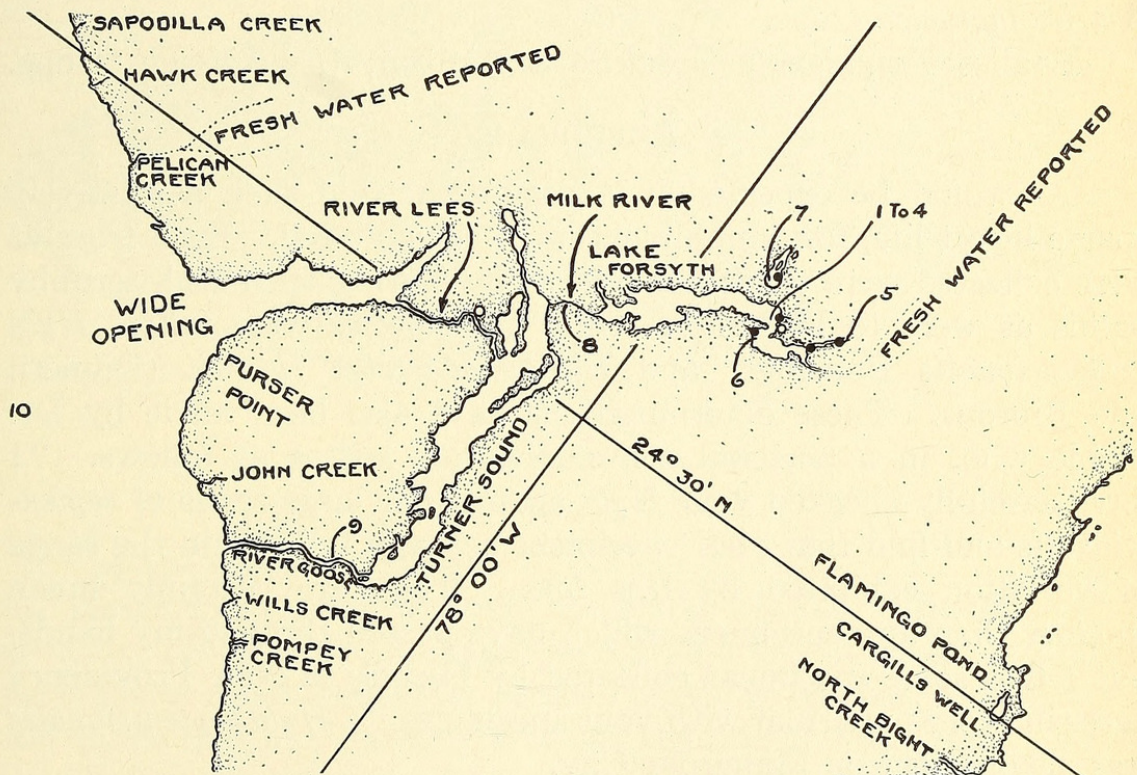 SAPODILLA CREEK
HAWK CREEK
FRESH WATER REPORTED
PELICAN
CREEK
RIVER LEES
MILK RIVER
7
1 To 4
LAKE
FORSYTH
WIDE
OPENING
5
FRESH WATER REPORTED
8
6
PURSER
POINT
10
24° 30' N
JOHN CREEK
TURNER SOUND
9
78° 00' W
RIVER GOOSE
FLAMINGO POND
WILLS CREEK
CARGILLS WELL
POMPEY
CREEK
NORTH BIGHT
CREEK